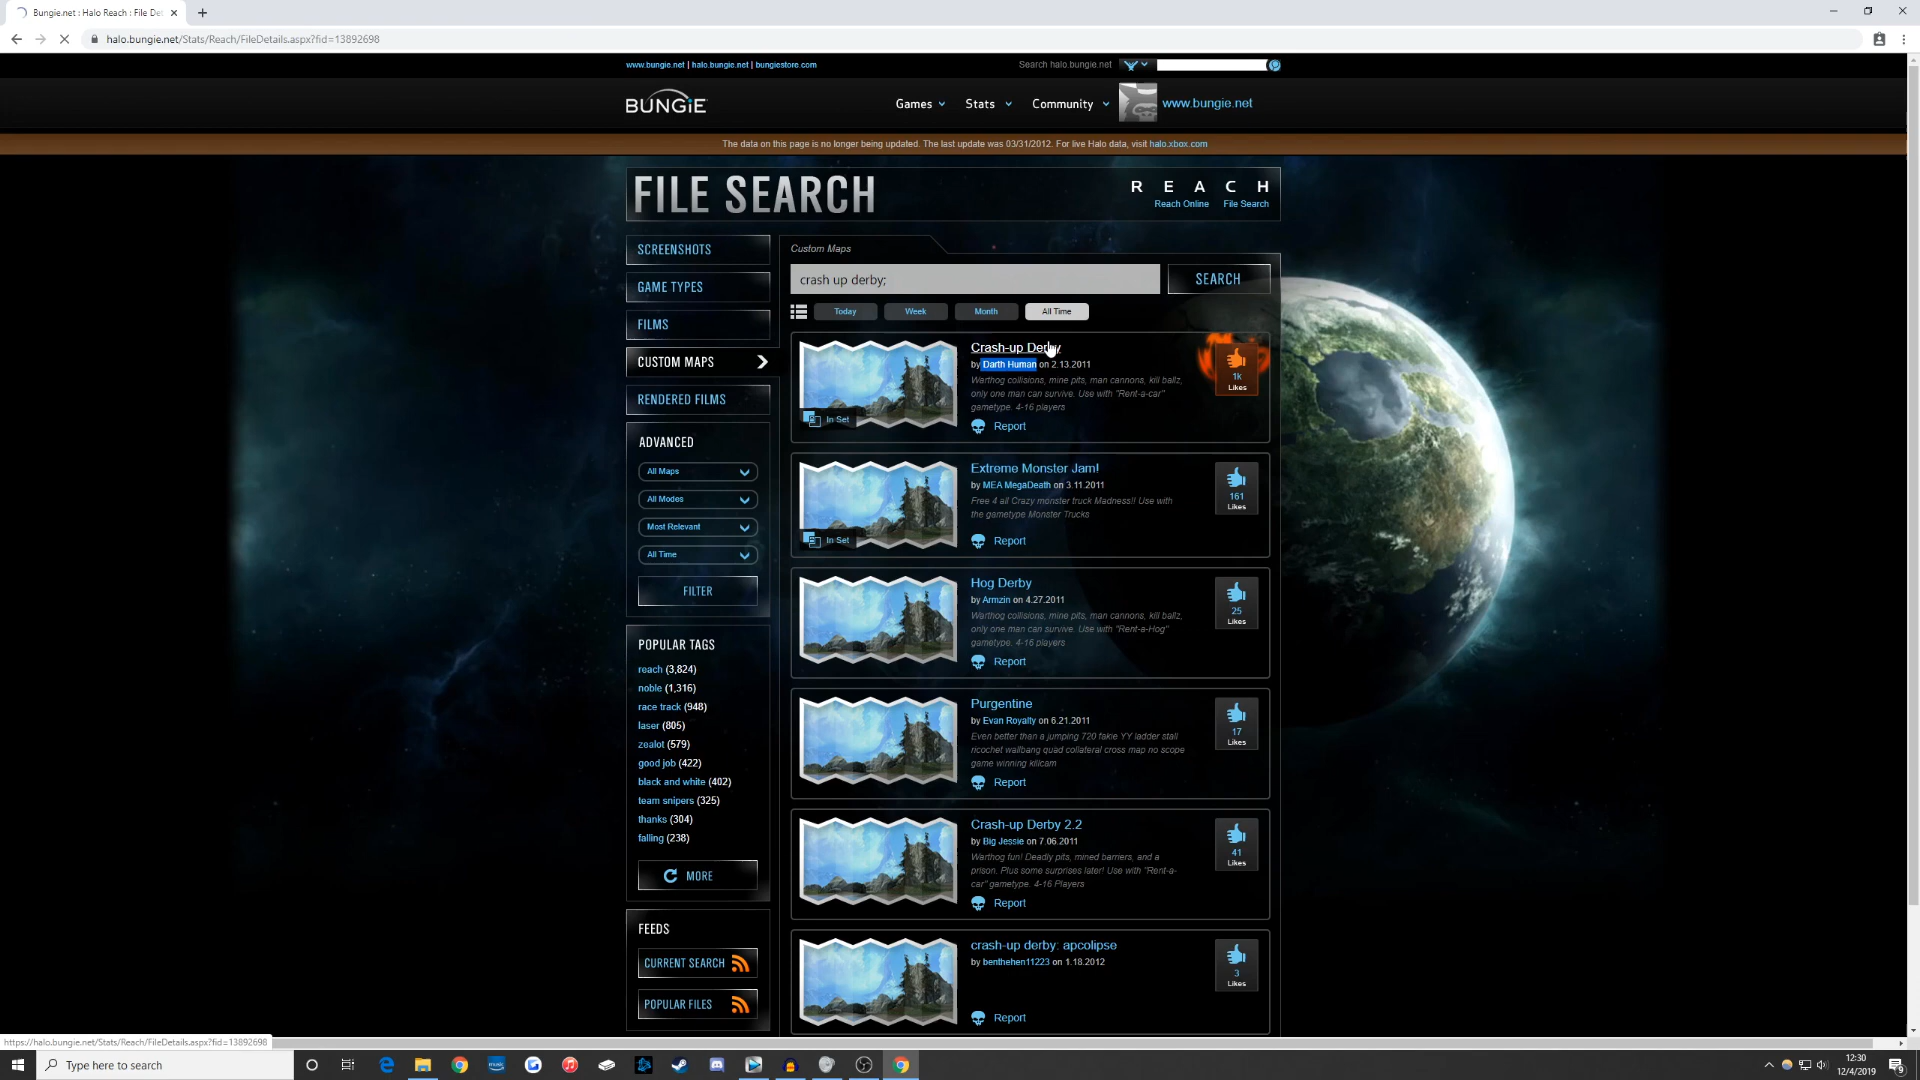 Bungie.net : Halo Reach : File Det
halo.bungie.net/Stats/Reach/FileDetails.aspx?fid=13892698
www.bungie.net | halo.bungie.net | bungiestore.com
Search halo.bungie.net
BUNGiE
Games
Stats
Community
www.bungie.net
The data on this page is no longer being updated. The last update was 03/31/2012. For live Halo data, visit halo.xbox.com
FILE SEARCH
REACH
Reach Online
File Search
SCREENSHOTS
GAME TYPES
FILMS
CUSTOM MAPS
RENDERED FILMS
ADVANCED
All Maps
All Modes
Most Relevant
All Time
FILTER
POPULAR TAGS
reach (3,824)
noble (1,316)
race track (948)
laser (805)
zealot (579)
good job (422)
black and white (402)
team snipers (325)
thanks (304)
falling (238)
MORE
FEEDS
CURRENT SEARCH
POPULAR FILES
Custom Maps
crash up derby;
SEARCH
Today
Week
Month
All Time
Crash-up Derby
by Darth Human on 2.13.2011
Warthog collisions, mine pits, man cannons, kill ballz,
only one man can survive. Use with "Rent-a-car"
gametype. 4-16 players
In Set
Report
1k
Likes
Extreme Monster Jam!
by MEA MegaDeath on 3.11.2011
Free 4 all Crazy monster truck Madness!! Use with
the gametype Monster Trucks
In Set
Report
161
Likes
Hog Derby
by Armzin on 4.27.2011
Warthog collisions, mine pits, man cannons, kill ballz,
only one man can survive. Use with "Rent-a-Hog"
gametype. 4-16 players
Report
25
Likes
Purgentine
by Evan Royalty on 6.21.2011
Even better than a jumping 720 fakie YY ladder stall
ricochet wallbang quad collateral cross map no scope
game winning killcam
Report
17
Likes
Crash-up Derby 2.2
by Big Jessie on 7.06.2011
Warthog fun! Deadly pits, mined barriers, and a
prison. Plus some surprises later! Use with "Rent-a-
car" gametype. 4-16 Players
Report
41
Likes
crash-up derby: apcolipse
by benthehen11223 on 1.18.2012
Report
3
Likes
https://halo.bungie.net/Stats/Reach/FileDetails.aspx?fid=13892698
Type here to search
12:30
12/4/2019